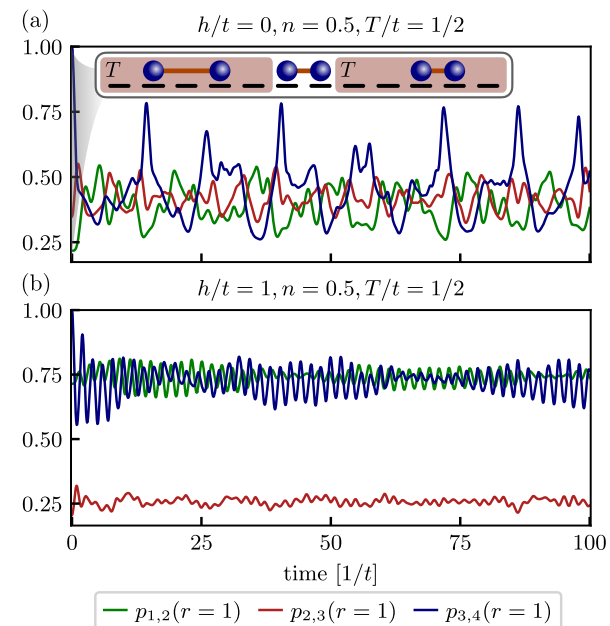 (a)
h/t = 0, n = 0.5, T/t = 1/2
1.00
0.75
0.50
0.25
T
T
(b)
h/t = 1, n = 0.5, T/t = 1/2
1.00
0.75
0.50
0.25
0 25 50 75 100
time [1/t]
p₁,₂(r = 1) p₂,₃(r = 1) p₃,₄(r = 1)